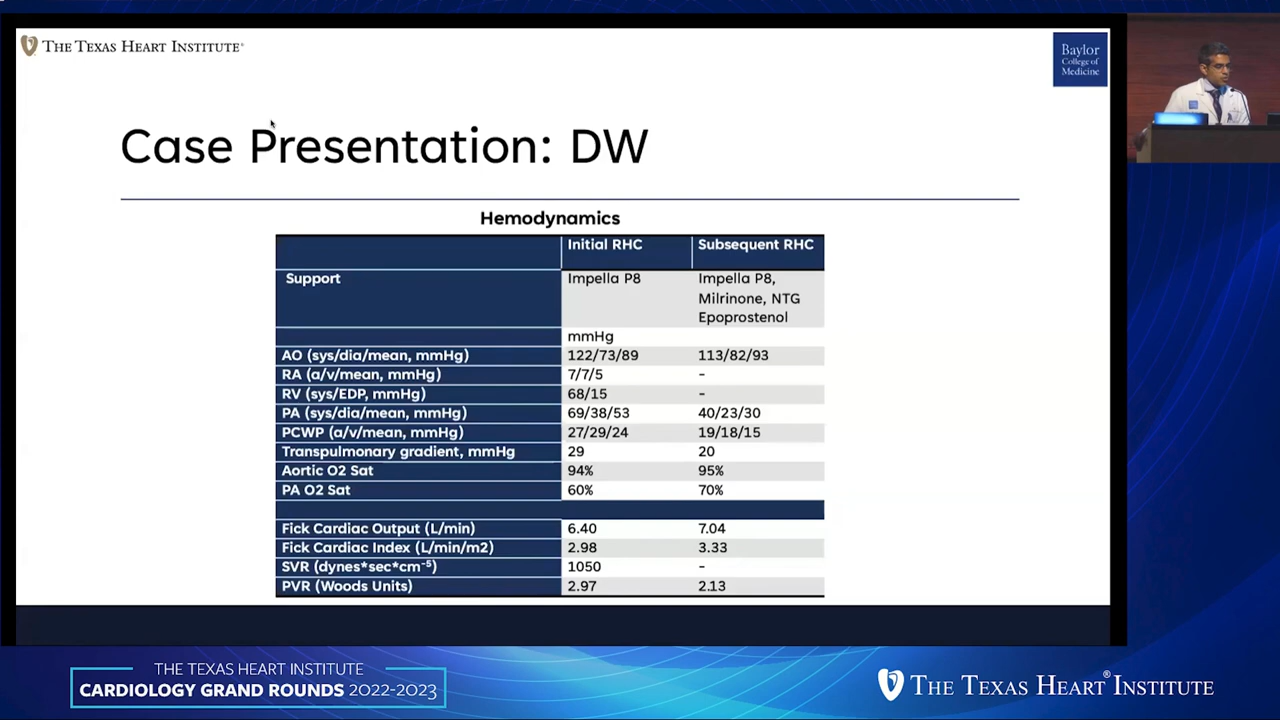 THE TEXAS HEART INSTITUTE®
Baylor
College of
Medicine
Case Presentation: DW
Hemodynamics
Initial RHC Subsequent RHC
Support Impella P8 Impella P8,
Milrinone, NTG
Epoprostenol
mmHg
AO (sys/dia/mean, mmHg) 122/73/89 113/82/93
RA (a/v/mean, mmHg) 7/7/5 -
RV (sys/EDP, mmHg) 68/15 -
PA (sys/dia/mean, mmHg) 69/38/53 40/23/30
PCWP (a/v/mean, mmHg) 27/29/24 19/18/15
Transpulmonary gradient, mmHg 29 20
Aortic O2 Sat 94% 95%
PA O2 Sat 60% 70%
Fick Cardiac Output (L/min) 6.40 7.04
Fick Cardiac Index (L/min/m2) 2.98 3.33
SVR (dynes*sec*cm⁻⁵) 1050 -
PVR (Woods Units) 2.97 2.13
THE TEXAS HEART INSTITUTE
CARDIOLOGY GRAND ROUNDS 2022-2023
THE TEXAS HEART® INSTITUTE